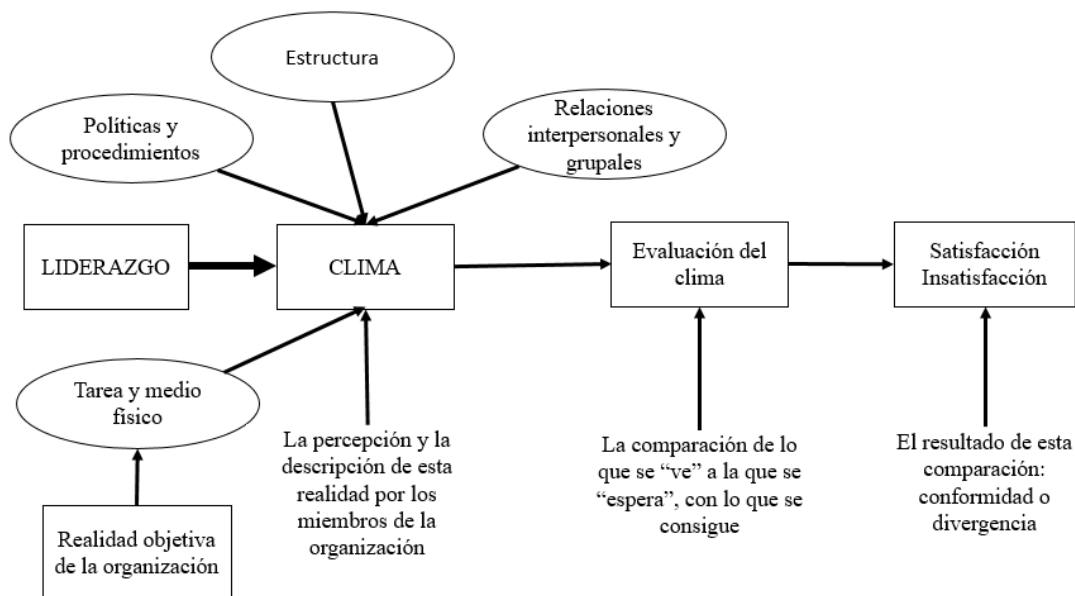 Estructura
Políticas y
procedimientos
Relaciones
interpersonales y
grupales
LIDERAZGO
CLIMA
Evaluación del
clima
Satisfacción
Insatisfacción
Tarea y medio
físico
La percepción y la
descripción de esta
realidad por los
miembros de la
organización
La comparación de lo
que se “ve” a la que se
“espera”, con lo que se
consigue
El resultado de esta
comparación:
conformidad o
divergencia
Realidad objetiva
de la organización